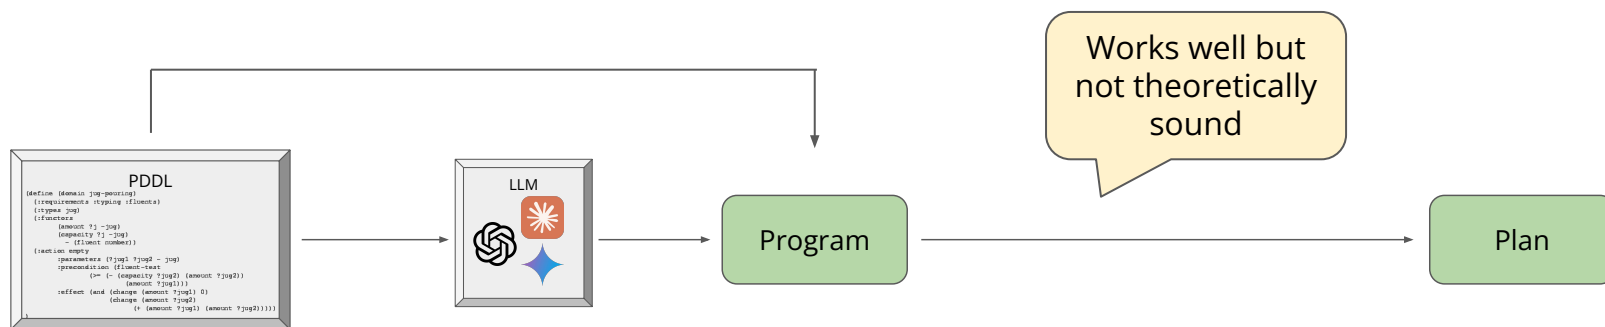 Works well but
not theoretically
sound
PDDL
(define (domain jug-pouring)
(:requirements :typing :fluents)
(:types jug)
(:functors
(amount ?j -jug)
(capacity ?j -jug)
- (fluent number))
(:action empty
:parameters (?jug1 ?jug2 - jug)
:precondition (fluent-test
(>= (- (capacity ?jug2) (amount ?jug2))
(amount ?jug1)))
:effect (and (change (amount ?jug1) 0)
(change (amount ?jug2)
(+ (amount ?jug1) (amount ?jug2)))))
)
LLM
Program
Plan